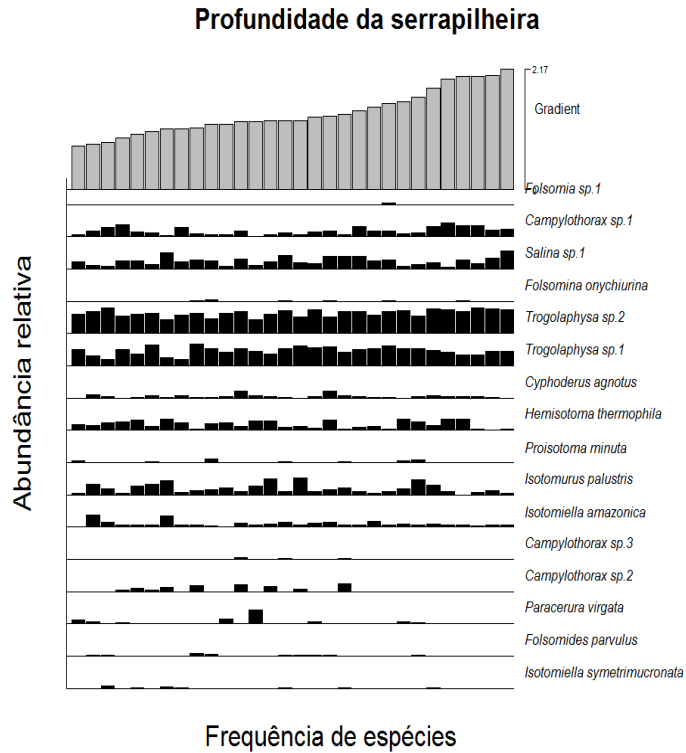 Profundidade da serrapilheira
2.17
Gradient
0
Folsomia sp.1
Campylothorax sp.1
Salina sp.1
Folsomina onychiurina
Trogolaphysa sp.2
Trogolaphysa sp.1
Cyphoderus agnotus
Hemisotoma thermophila
Proisotoma minuta
Isotomurus palustris
Isotomiella amazonica
Campylothorax sp.3
Campylothorax sp.2
Paracerura virgata
Folsomides parvulus
Isotomiella symetrimucronata
Abundância relativa
Frequência de espécies